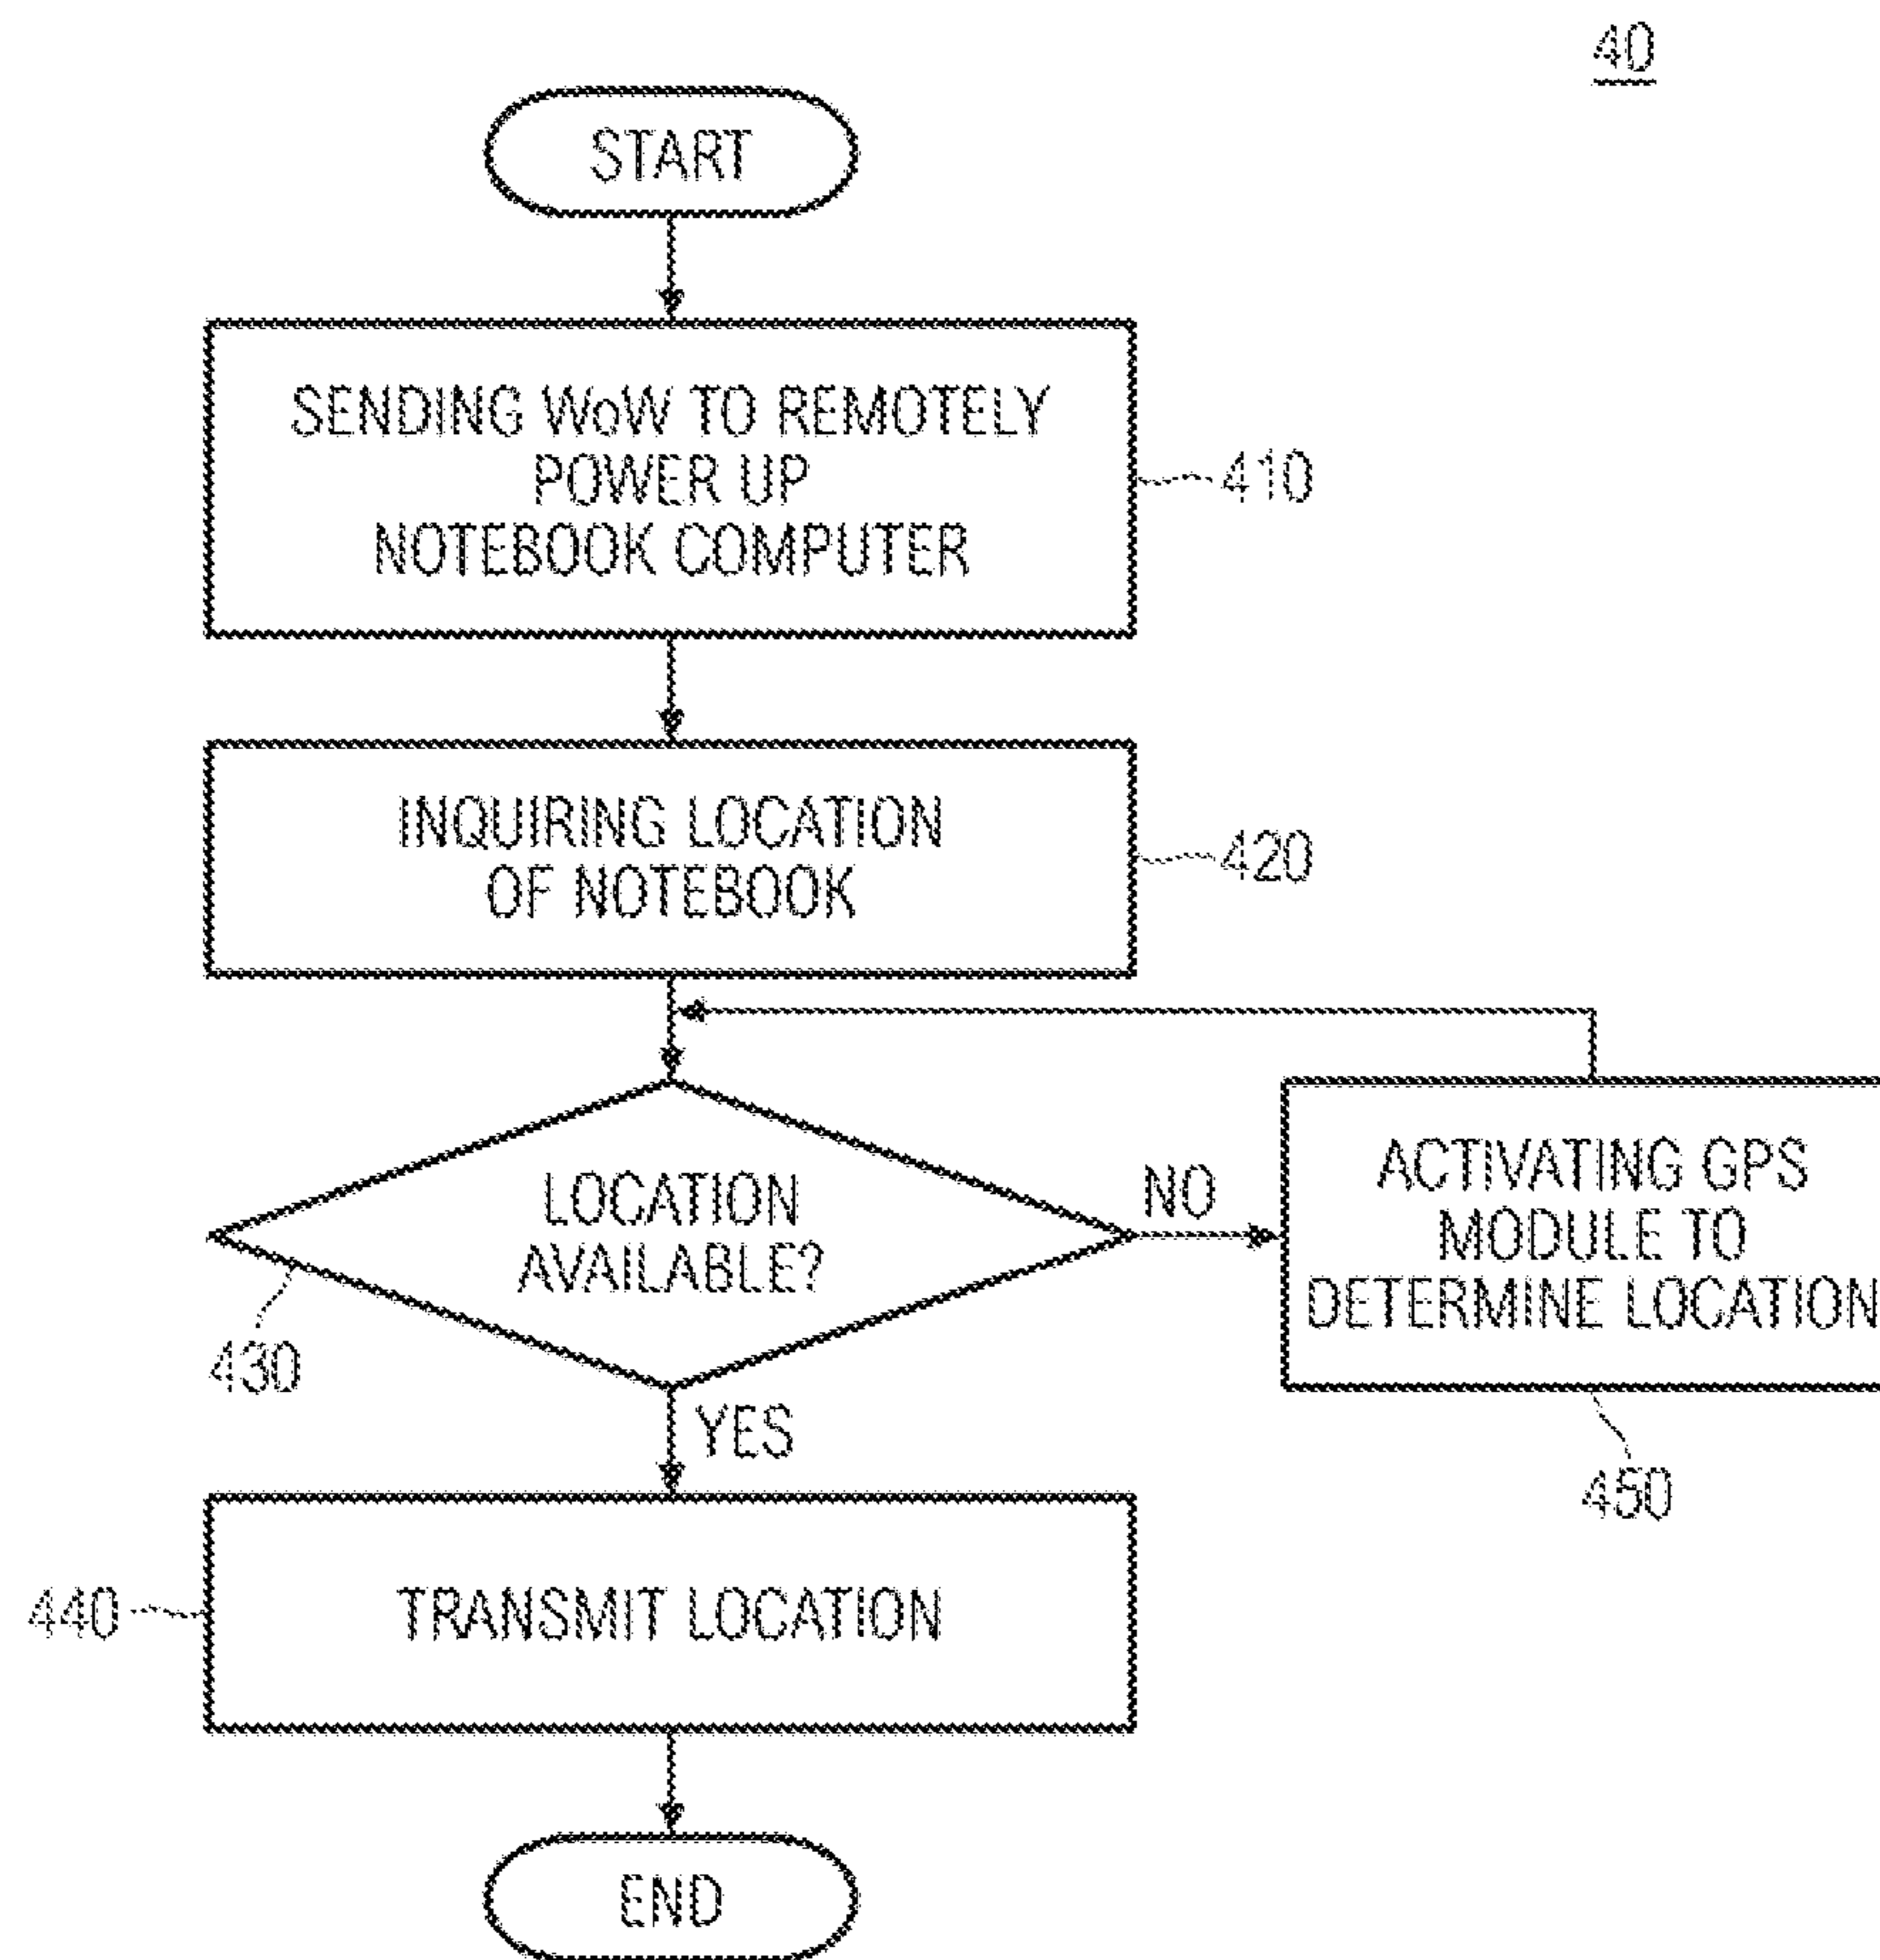 40
START
SENDING WoW TO REMOTELY
POWER UP
NOTEBOOK COMPUTER
410
INQUIRING LOCATION
OF NOTEBOOK
420
LOCATION
AVAILABLE?
430
NO
ACTIVATING GPS
MODULE TO
DETERMINE LOCATION
450
YES
440
TRANSMIT LOCATION
END